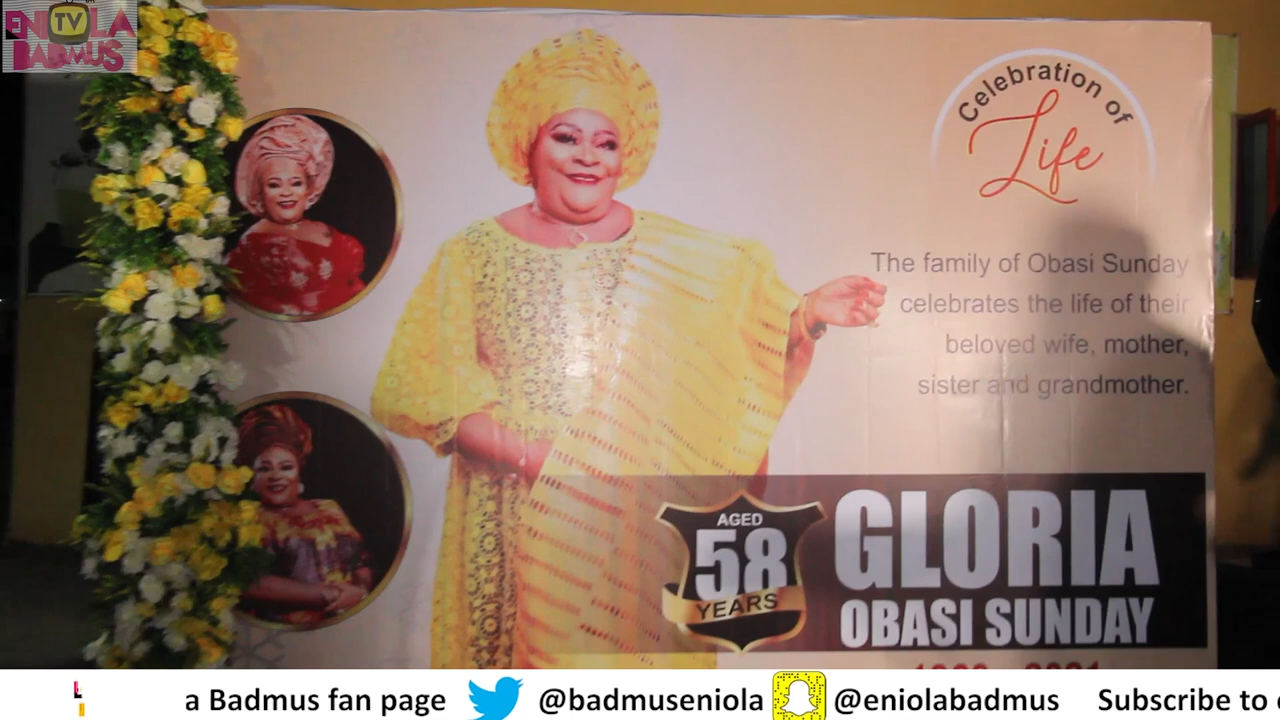 ENIOLA
TV
BADMUS
Celebration of
Life
The family of Obasi Sunday
celebrates the life of their
beloved wife, mother,
sister and grandmother.
AGED
58
YEARS
GLORIA
OBASI SUNDAY
a Badmus fan page @badmuseniola @eniolabadmus Subscribe to